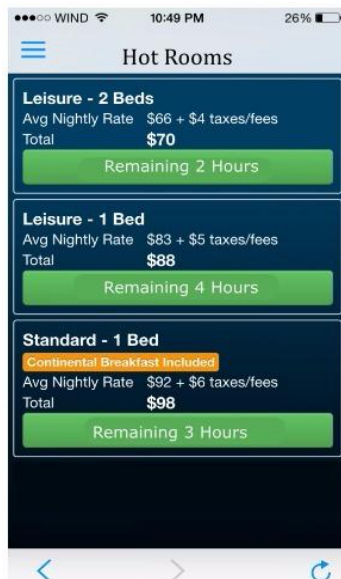 ●●●○○ WIND 10:49 PM 26%
Hot Rooms
Leisure - 2 Beds
Avg Nightly Rate $66 + $4 taxes/fees
Total $70
Remaining 2 Hours
Leisure - 1 Bed
Avg Nightly Rate $83 + $5 taxes/fees
Total $88
Remaining 4 Hours
Standard - 1 Bed
Continental Breakfast Included
Avg Nightly Rate $92 + $6 taxes/fees
Total $98
Remaining 3 Hours